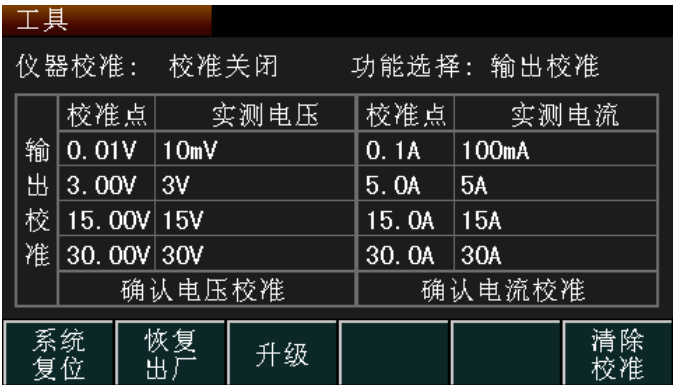 工具
仪器校准: 校准关闭 功能选择: 输出校准
输出校准
校准点 实测电压 校准点 实测电流
0.01V 10mV 0.1A 100mA
3.00V 3V 5.0A 5A
15.00V 15V 15.0A 15A
30.00V 30V 30.0A 30A
确认电压校准 确认电流校准
系统复位 恢复出厂 升级 清除校准